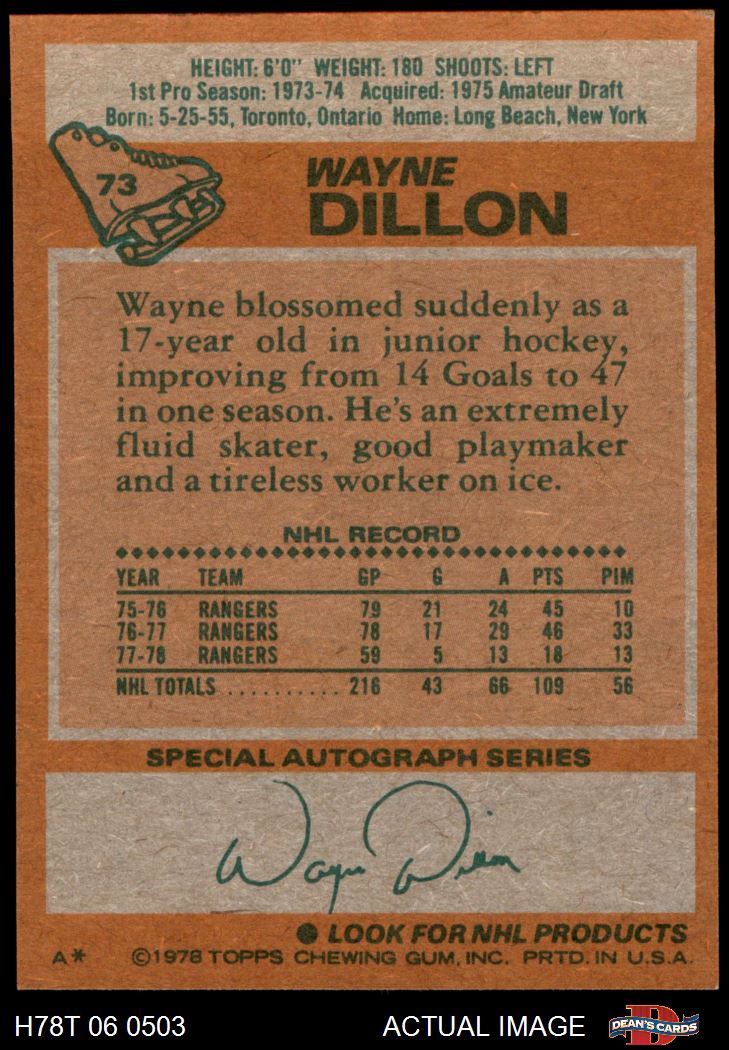 HEIGHT: 6'0" WEIGHT: 180 SHOOTS: LEFT
1st Pro Season: 1973-74 Acquired: 1975 Amateur Draft
Born: 5-25-55, Toronto, Ontario Home: Long Beach, New York
73
WAYNE
DILLON
Wayne blossomed suddenly as a
17-year old in junior hockey,
improving from 14 Goals to 47
in one season. He's an extremely
fluid skater, good playmaker
and a tireless worker on ice.
NHL RECORD
YEAR TEAM GP G A PTS PIM
75-76 RANGERS 79 21 24 45 10
76-77 RANGERS 78 17 29 46 33
77-78 RANGERS 59 5 13 18 13
NHL TOTALS .......... 216 43 66 109 56
SPECIAL AUTOGRAPH SERIES
Wayne Dillon
● LOOK FOR NHL PRODUCTS
A* ©1978 TOPPS CHEWING GUM, INC. PRTD. IN U.S.A.
H78T 06 0503 ACTUAL IMAGE D DEAN'S CARDS